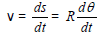 v = ds/dt = R dθ/dt